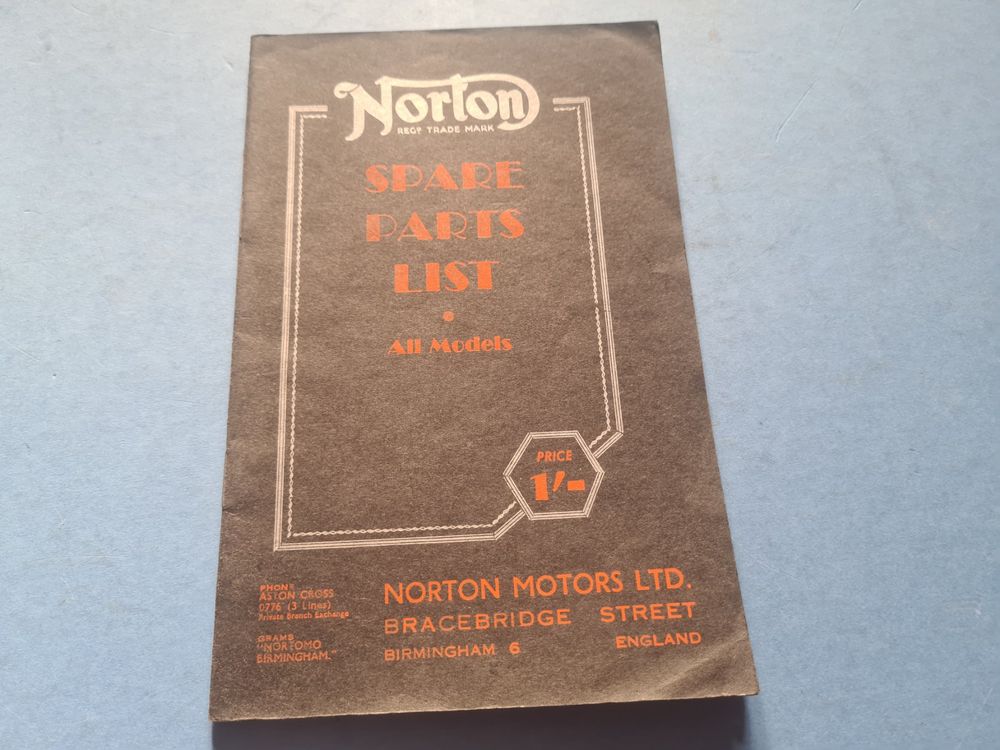 Norton
REGD TRADE MARK
SPARE
PARTS
LIST
All Models
PRICE
1/-
PHONE
ASTON CROSS
0776 (3 Lines)
Private Branch Exchange
GRAMS
"NORTOMO
BIRMINGHAM."
NORTON MOTORS LTD.
BRACEBRIDGE STREET
BIRMINGHAM 6 ENGLAND